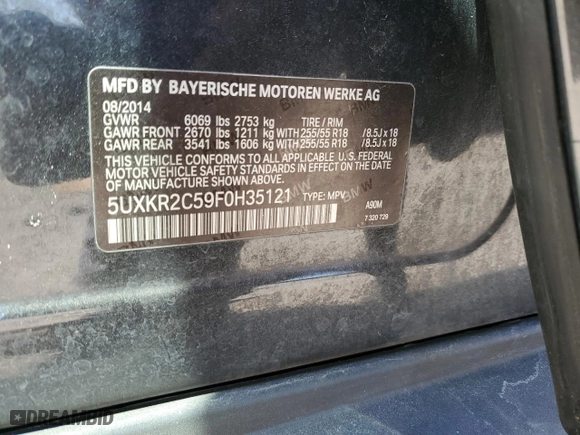 MFD BY BAYERISCHE MOTOREN WERKE AG
08/2014
GVWR 6069 lbs 2753 kg TIRE / RIM
GAWR FRONT 2670 lbs 1211 kg WITH 255/55 R18 / 8.5J x 18
GAWR REAR 3541 lbs 1606 kg WITH 255/55 R18 / 8.5J x 18
THIS VEHICLE CONFORMS TO ALL APPLICABLE U.S. FEDERAL
MOTOR VEHICLE SAFETY STANDARDS IN EFFECT ON THE
DATE OF MANUFACTURE SHOWN ABOVE.
5UXKR2C59F0H35121 TYPE: MPV A90M
7 320 729
DREAMBID